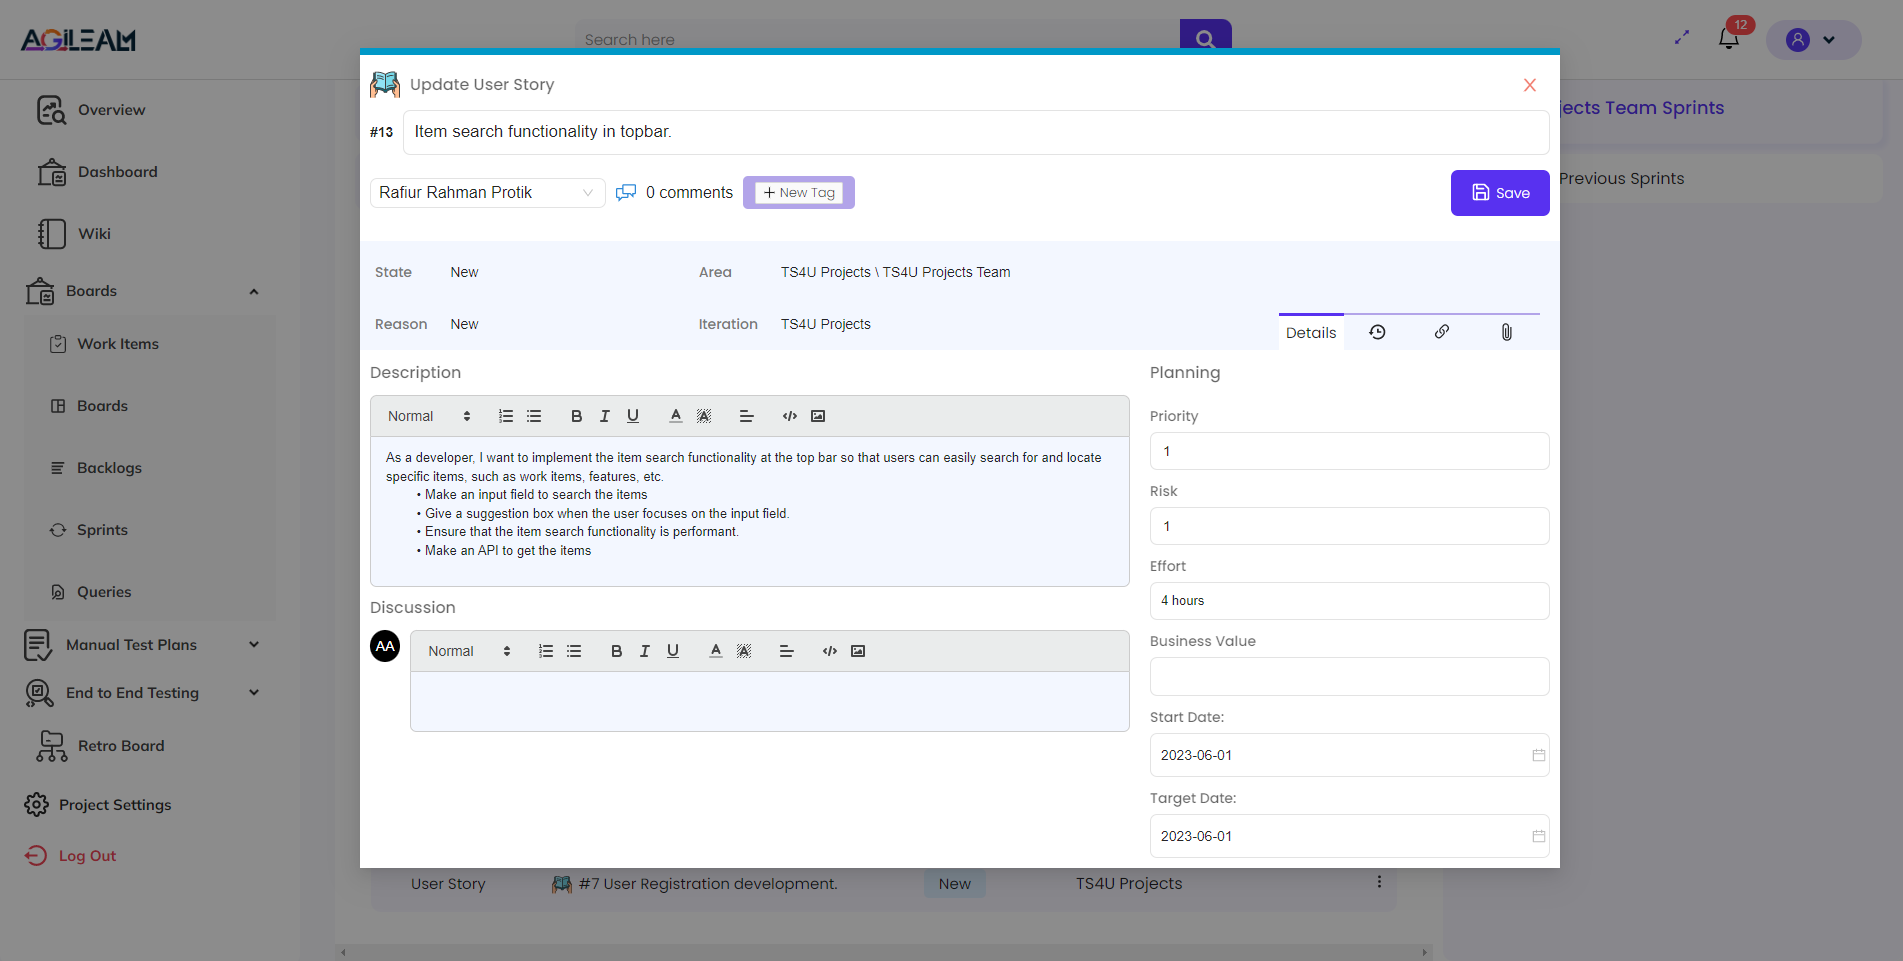 AGILEAM
Search here
12
Overview
Dashboard
Wiki
Boards
Work Items
Boards
Backlogs
Sprints
Queries
Manual Test Plans
End to End Testing
Retro Board
Project Settings
Log Out
Update User Story
#13 Item search functionality in topbar.
Rafiur Rahman Protik 0 comments + New Tag
Save
State New Area TS4U Projects \ TS4U Projects Team
Reason New Iteration TS4U Projects
Details
Description
Normal
As a developer, I want to implement the item search functionality at the top bar so that users can easily search for and locate
specific items, such as work items, features, etc.
• Make an input field to search the items
• Give a suggestion box when the user focuses on the input field.
• Ensure that the item search functionality is performant.
• Make an API to get the items
Discussion
AA
Normal
Planning
Priority
1
Risk
1
Effort
4 hours
Business Value
Start Date:
2023-06-01
Target Date:
2023-06-01
jects Team Sprints
Previous Sprints
User Story #7 User Registration development. New TS4U Projects